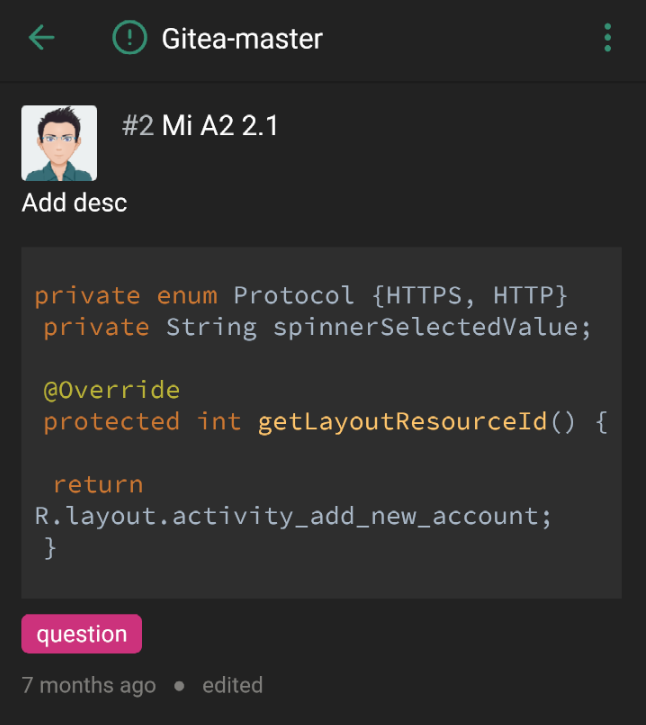 Gitea-master
#2 Mi A2 2.1
Add desc
private enum Protocol {HTTPS, HTTP}
private String spinnerSelectedValue;
@Override
protected int getLayoutResourceId() {
return
R.layout.activity_add_new_account;
}
question
7 months ago ● edited